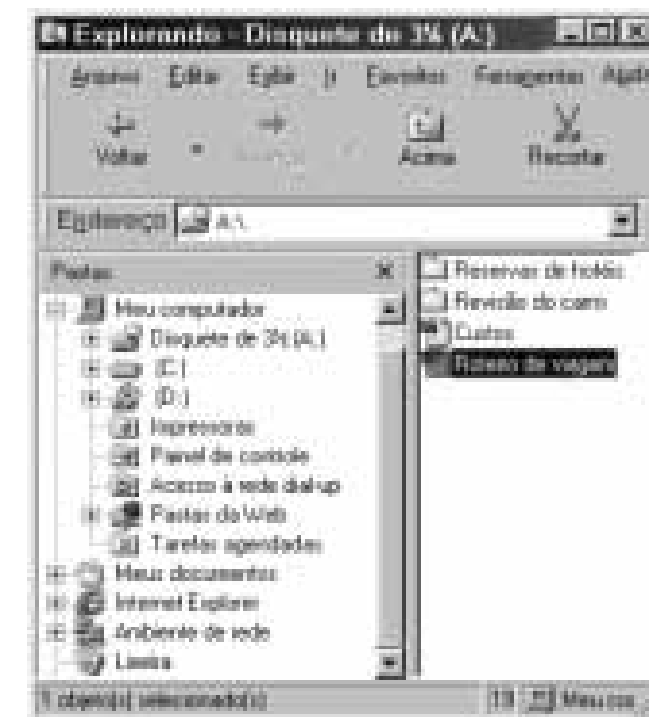 Explorando - Disquete de 3½ (A:)
Arquivo Editar Exibir Ir Favoritos Ferramentas Ajuda
Voltar Acima Recortar
Endereço A:\
Pastas
Meu computador
Disquete de 3½ (A:)
(C:)
(D:)
Impressoras
Painel de controle
Acesso à rede dial-up
Pastas da Web
Tarefas agendadas
Meus documentos
Internet Explorer
Ambiente de rede
Lixeira
Reservas de hotéis
Revisão do carro
Custos
Roteiro de viagem
1 objeto(s) selecionado(s) Meu